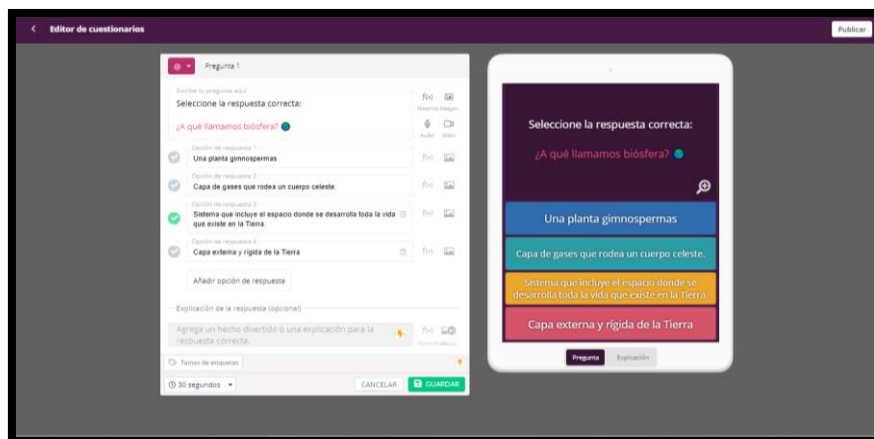 Editor de cuestionarios
Publicar
Pregunta 1
Escribe tu pregunta aquí
Seleccione la respuesta correcta:
¿A qué llamamos biósfera?
f(x)
Material Imagen
Audio Vídeo
Opción de respuesta 1
Una planta gimnospermas
f(x)
Opción de respuesta 2
Capa de gases que rodea un cuerpo celeste.
f(x)
Opción de respuesta 3
Sistema que incluye el espacio donde se desarrolla toda la vida
que existe en la Tierra.
f(x)
Opción de respuesta 4
Capa externa y rígida de la Tierra
f(x)
Añadir opción de respuesta
Explicación de la respuesta (opcional)
Agrega un hecho divertido o una explicación para la
respuesta correcta.
f(x)
Temas de etiquetas
30 segundos
CANCELAR
GUARDAR
Seleccione la respuesta correcta:
¿A qué llamamos biósfera?
Una planta gimnospermas
Capa de gases que rodea un cuerpo celeste.
Sistema que incluye el espacio donde se
desarrolla toda la vida que existe en la Tierra.
Capa externa y rígida de la Tierra
Pregunta
Explicación